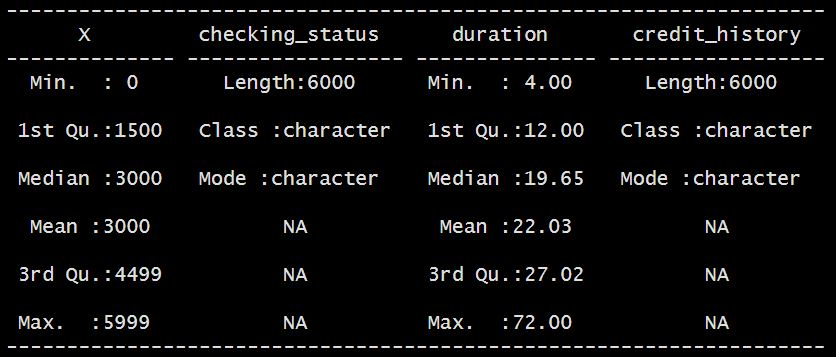 -----------------------------------------------------------------------
X checking_status duration credit_history
-------------- ------------------- --------------- -------------------
Min. : 0 Length:6000 Min. : 4.00 Length:6000
1st Qu.:1500 Class :character 1st Qu.:12.00 Class :character
Median :3000 Mode :character Median :19.65 Mode :character
Mean :3000 NA Mean :22.03 NA
3rd Qu.:4499 NA 3rd Qu.:27.02 NA
Max. :5999 NA Max. :72.00 NA
-----------------------------------------------------------------------